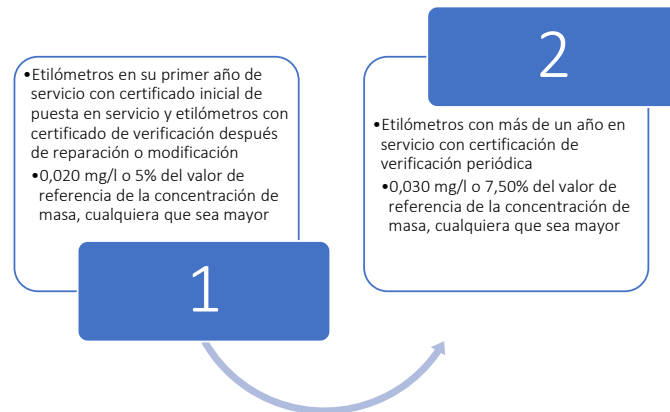 •Etilómetros en su primer año de
servicio con certificado inicial de
puesta en servicio y etilómetros con
certificado de verificación después
de reparación o modificación
•0,020 mg/l o 5% del valor de
referencia de la concentración de
masa, cualquiera que sea mayor
1
2
•Etilómetros con más de un año en
servicio con certificación de
verificación periódica
•0,030 mg/l o 7,50% del valor de
referencia de la concentración de
masa, cualquiera que sea mayor